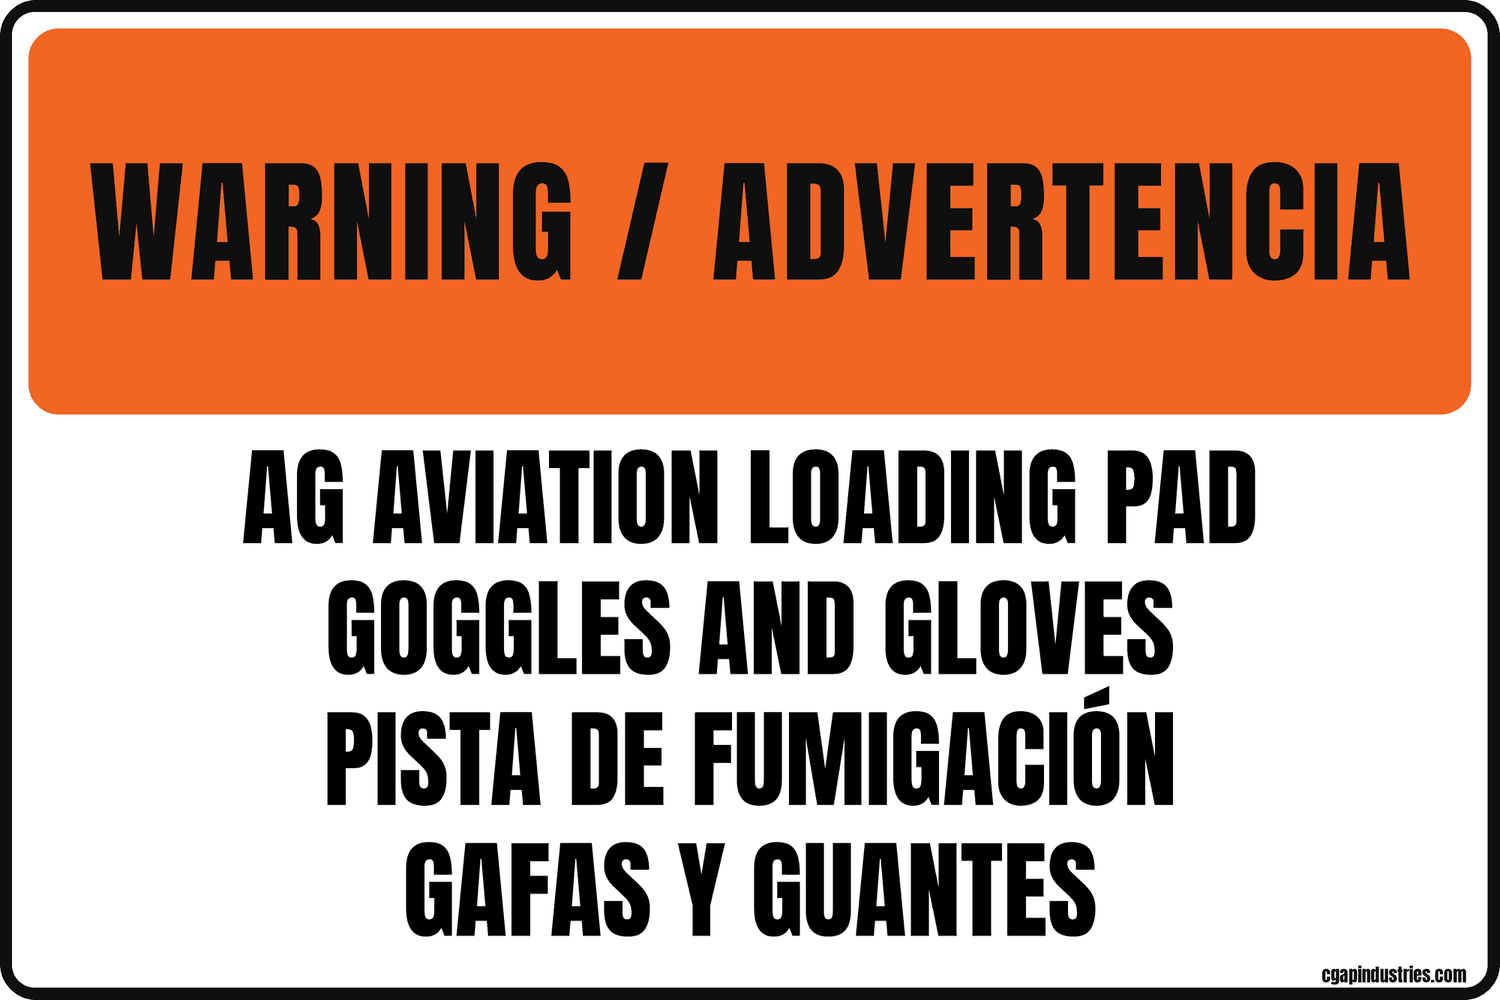 WARNING / ADVERTENCIA
AG AVIATION LOADING PAD
GOGGLES AND GLOVES
PISTA DE FUMIGACIÓN
GAFAS Y GUANTES
cgapindustries.com